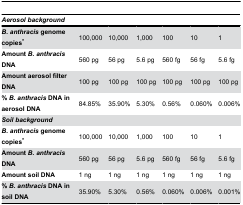 Aerosol background
B. anthracis genome
copies* 100,000 10,000 1,000 100 10 1
Amount B. anthracis
DNA 560 pg 56 pg 5.6 pg 560 fg 56 fg 5.6 fg
Amount aerosol filter
DNA 100 pg 100 pg 100 pg 100 pg 100 pg 100 pg
% B. anthracis DNA in
aerosol DNA 84.85% 35.90% 5.30% 0.56% 0.060% 0.006%
Soil background
B. anthracis genome
copies* 100,000 10,000 1,000 100 10 1
Amount B. anthracis
DNA 560 pg 56 pg 5.6 pg 560 fg 56 fg 5.6 fg
Amount soil DNA 1 ng 1 ng 1 ng 1 ng 1 ng 1 ng
% B. anthracis DNA in
soil DNA 35.90% 5.30% 0.56% 0.060% 0.006% 0.001%